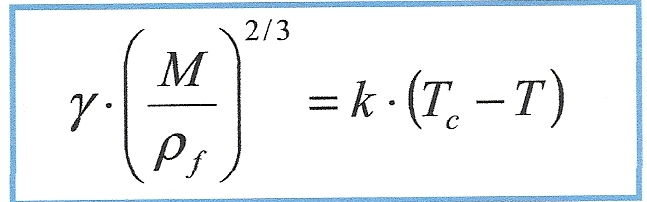 γ · (M / ρ_f)^{2/3} = k · (T_c − T)